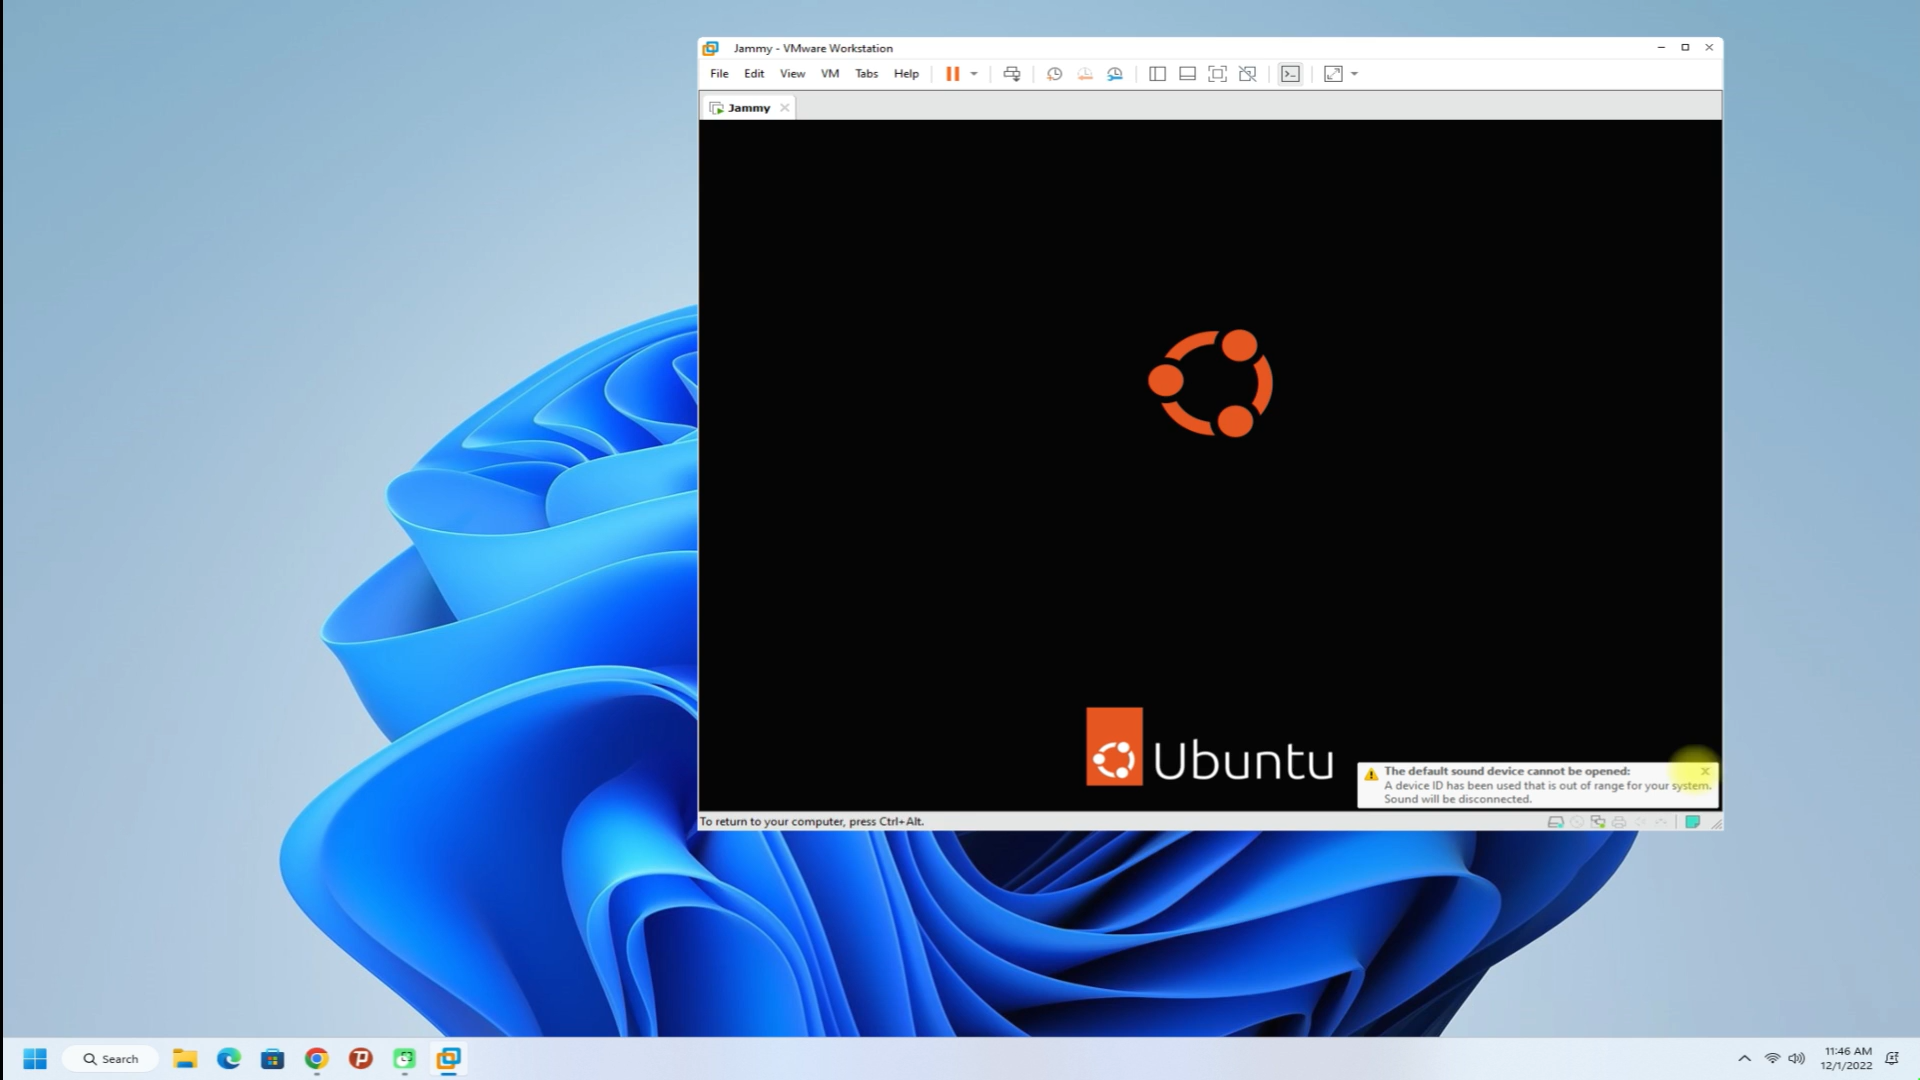 Jammy - VMware Workstation
File Edit View VM Tabs Help
Jammy
Ubuntu
The default sound device cannot be opened:
A device ID has been used that is out of range for your system.
Sound will be disconnected.
To return to your computer, press Ctrl+Alt.
Search
11:46 AM
12/1/2022